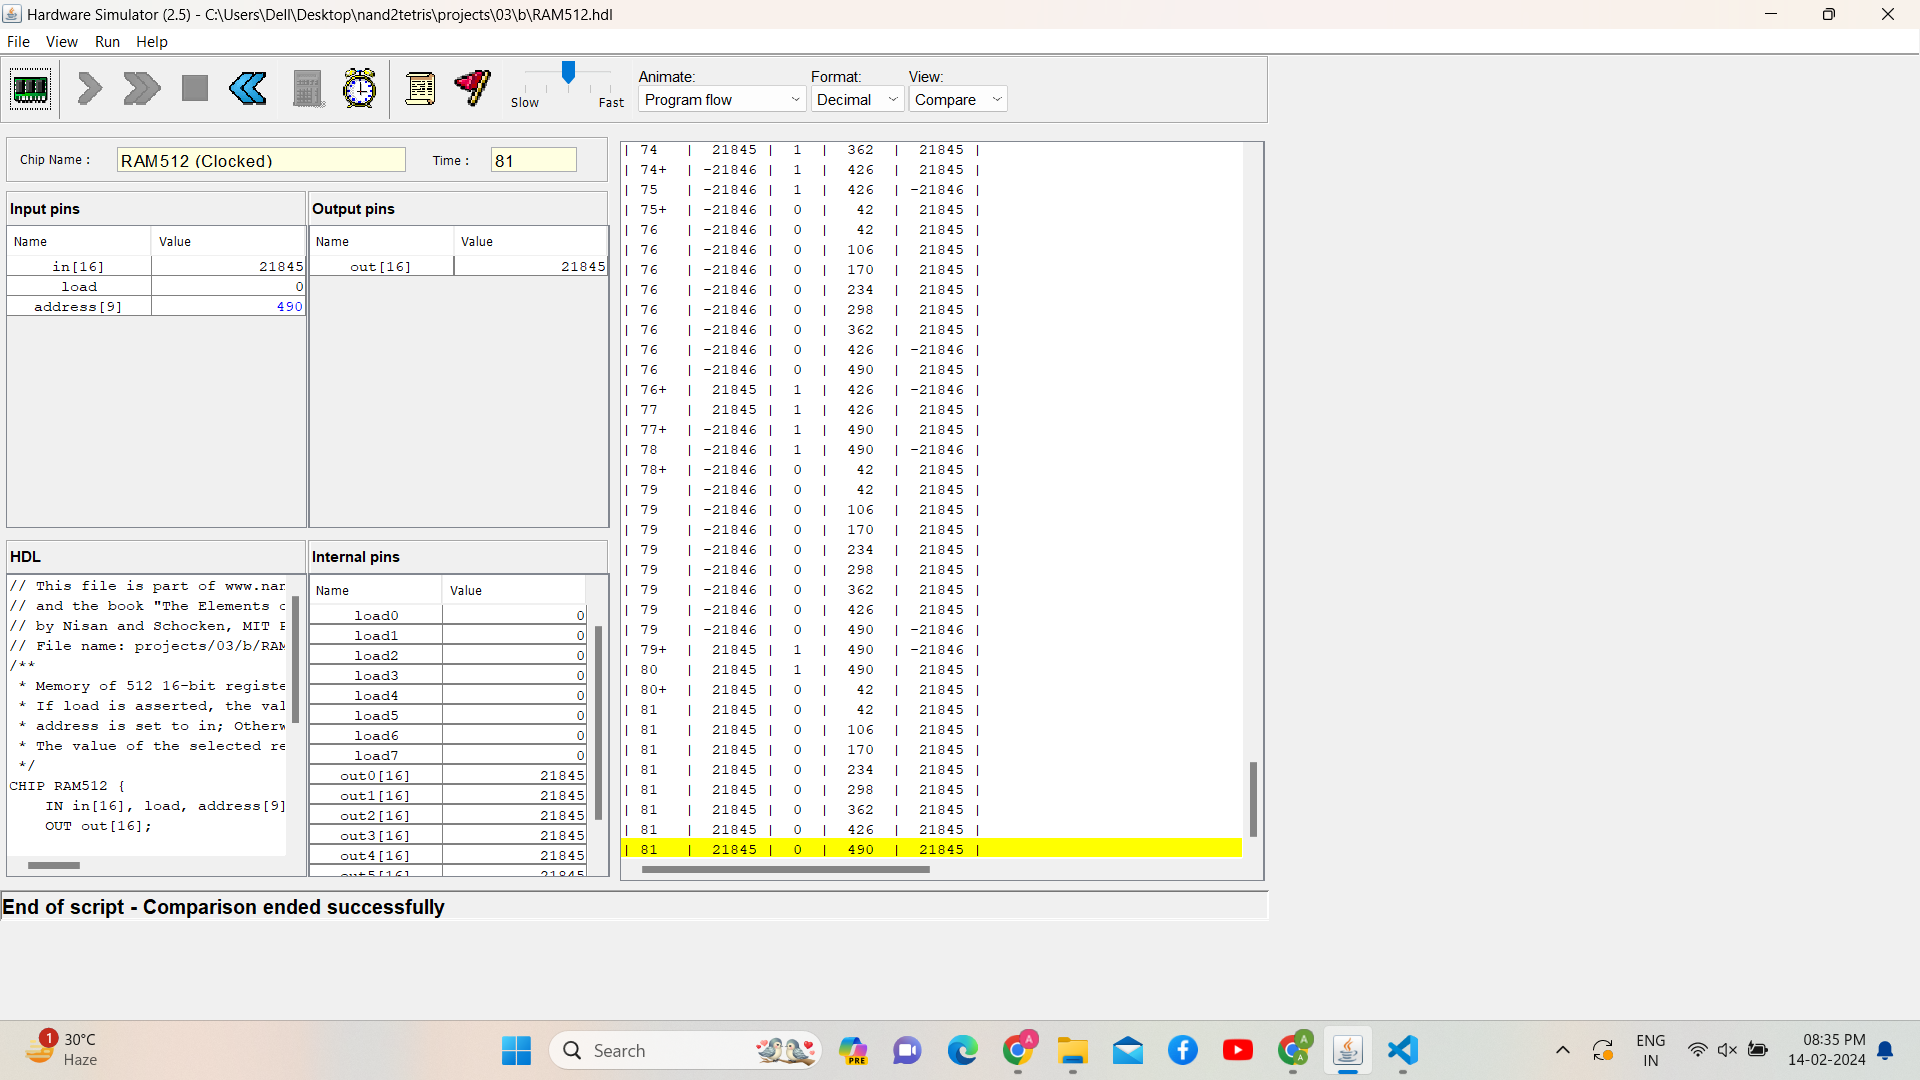 Hardware Simulator (2.5) - C:\Users\Dell\Desktop\nand2tetris\projects\03\b\RAM512.hdl
File View Run Help
Slow Fast
Animate: Format: View:
Program flow Decimal Compare
Chip Name : RAM512 (Clocked) Time : 81
Input pins
Name Value
in[16] 21845
load 0
address[9] 490
Output pins
Name Value
out[16] 21845
HDL
// This file is part of www.nan
// and the book "The Elements o
// by Nisan and Schocken, MIT P
// File name: projects/03/b/RAM
/**
* Memory of 512 16-bit registe
* If load is asserted, the val
* address is set to in; Otherw
* The value of the selected re
*/
CHIP RAM512 {
IN in[16], load, address[9]
OUT out[16];
Internal pins
Name Value
load0 0
load1 0
load2 0
load3 0
load4 0
load5 0
load6 0
load7 0
out0[16] 21845
out1[16] 21845
out2[16] 21845
out3[16] 21845
out4[16] 21845
out5[16] 21845
| 74 | 21845 | 1 | 362 | 21845 |
| 74+ | -21846 | 1 | 426 | 21845 |
| 75 | -21846 | 1 | 426 | -21846 |
| 75+ | -21846 | 0 | 42 | 21845 |
| 76 | -21846 | 0 | 42 | 21845 |
| 76 | -21846 | 0 | 106 | 21845 |
| 76 | -21846 | 0 | 170 | 21845 |
| 76 | -21846 | 0 | 234 | 21845 |
| 76 | -21846 | 0 | 298 | 21845 |
| 76 | -21846 | 0 | 362 | 21845 |
| 76 | -21846 | 0 | 426 | -21846 |
| 76 | -21846 | 0 | 490 | 21845 |
| 76+ | 21845 | 1 | 426 | -21846 |
| 77 | 21845 | 1 | 426 | 21845 |
| 77+ | -21846 | 1 | 490 | 21845 |
| 78 | -21846 | 1 | 490 | -21846 |
| 78+ | -21846 | 0 | 42 | 21845 |
| 79 | -21846 | 0 | 42 | 21845 |
| 79 | -21846 | 0 | 106 | 21845 |
| 79 | -21846 | 0 | 170 | 21845 |
| 79 | -21846 | 0 | 234 | 21845 |
| 79 | -21846 | 0 | 298 | 21845 |
| 79 | -21846 | 0 | 362 | 21845 |
| 79 | -21846 | 0 | 426 | 21845 |
| 79 | -21846 | 0 | 490 | -21846 |
| 79+ | 21845 | 1 | 490 | -21846 |
| 80 | 21845 | 1 | 490 | 21845 |
| 80+ | 21845 | 0 | 42 | 21845 |
| 81 | 21845 | 0 | 42 | 21845 |
| 81 | 21845 | 0 | 106 | 21845 |
| 81 | 21845 | 0 | 170 | 21845 |
| 81 | 21845 | 0 | 234 | 21845 |
| 81 | 21845 | 0 | 298 | 21845 |
| 81 | 21845 | 0 | 362 | 21845 |
| 81 | 21845 | 0 | 426 | 21845 |
| 81 | 21845 | 0 | 490 | 21845 |
End of script - Comparison ended successfully
1
30°C
Haze
Search
PRE
A
A
A
ENG
IN
08:35 PM
14-02-2024